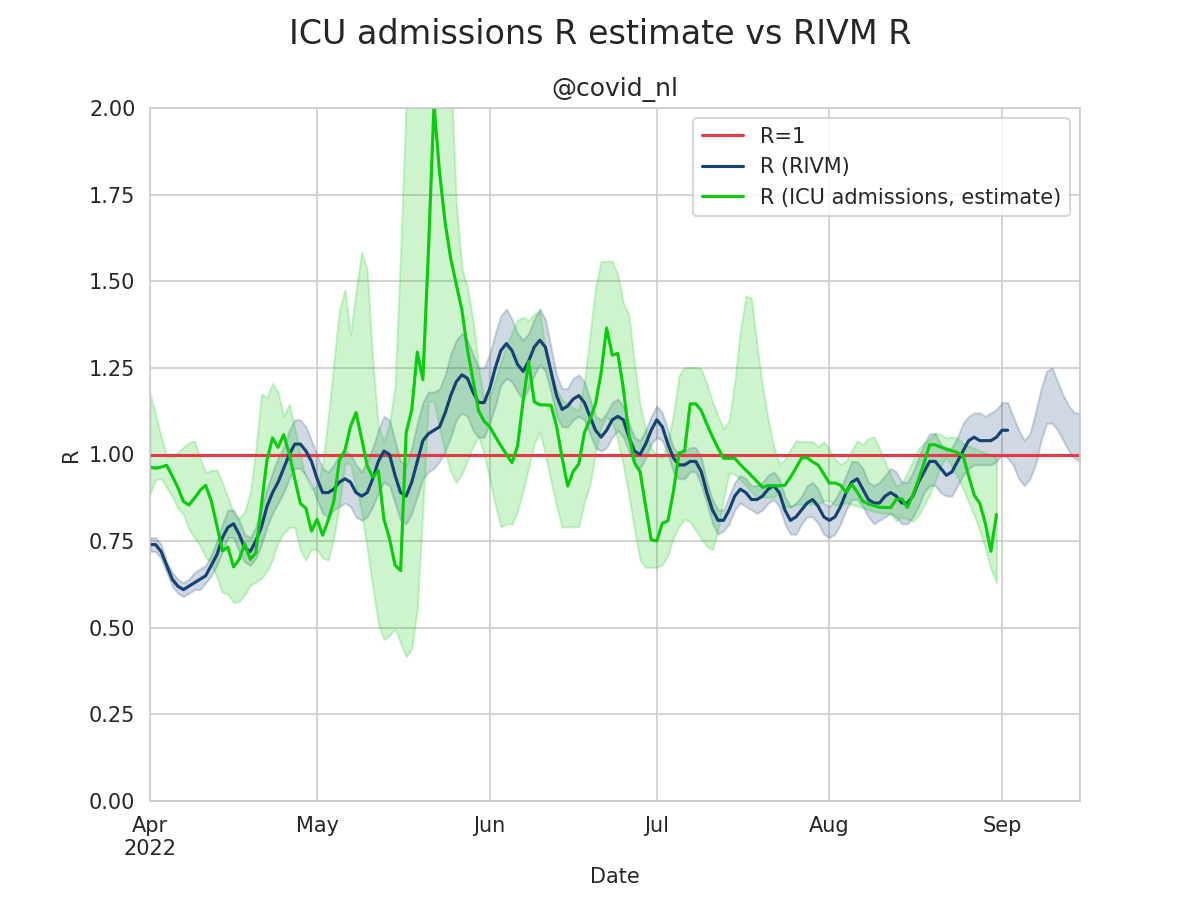 ICU admissions R estimate vs RIVM R
@covid_nl
R=1
R (RIVM)
R (ICU admissions, estimate)
2.00
1.75
1.50
1.25
1.00
0.75
0.50
0.25
0.00
R
Apr May Jun Jul Aug Sep
2022
Date